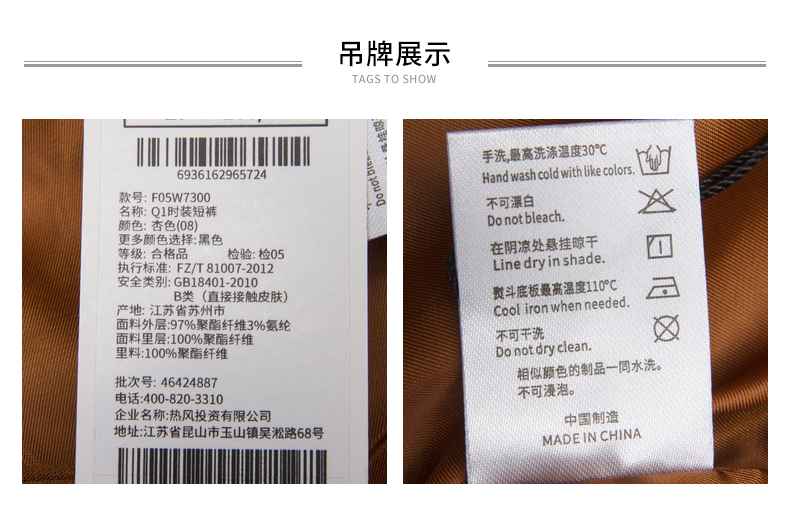 吊牌展示
TAGS TO SHOW
6936162965724
款号: F05W7300
名称: Q1时装短裤
颜色: 杏色(08)
更多颜色选择:黑色
等级: 合格品 检验: 检05
执行标准: FZ/T 81007-2012
安全类别: GB18401-2010
B类（直接接触皮肤）
产地: 江苏省苏州市
面料外层:97%聚酯纤维3%氨纶
面料里层:100%聚酯纤维
里料:100%聚酯纤维
批次号: 46424887
电话:400-820-3310
企业名称:热风投资有限公司
地址:江苏省昆山市玉山镇吴淞路68号
Do not
手洗,最高洗涤温度30℃
Hand wash cold with like colors.
不可漂白
Do not bleach.
在阴凉处悬挂晾干
Line dry in shade.
熨斗底板最高温度110℃
Cool iron when needed.
不可干洗
Do not dry clean.
相似颜色的制品一同水洗。
不可浸泡。
中国制造
MADE IN CHINA